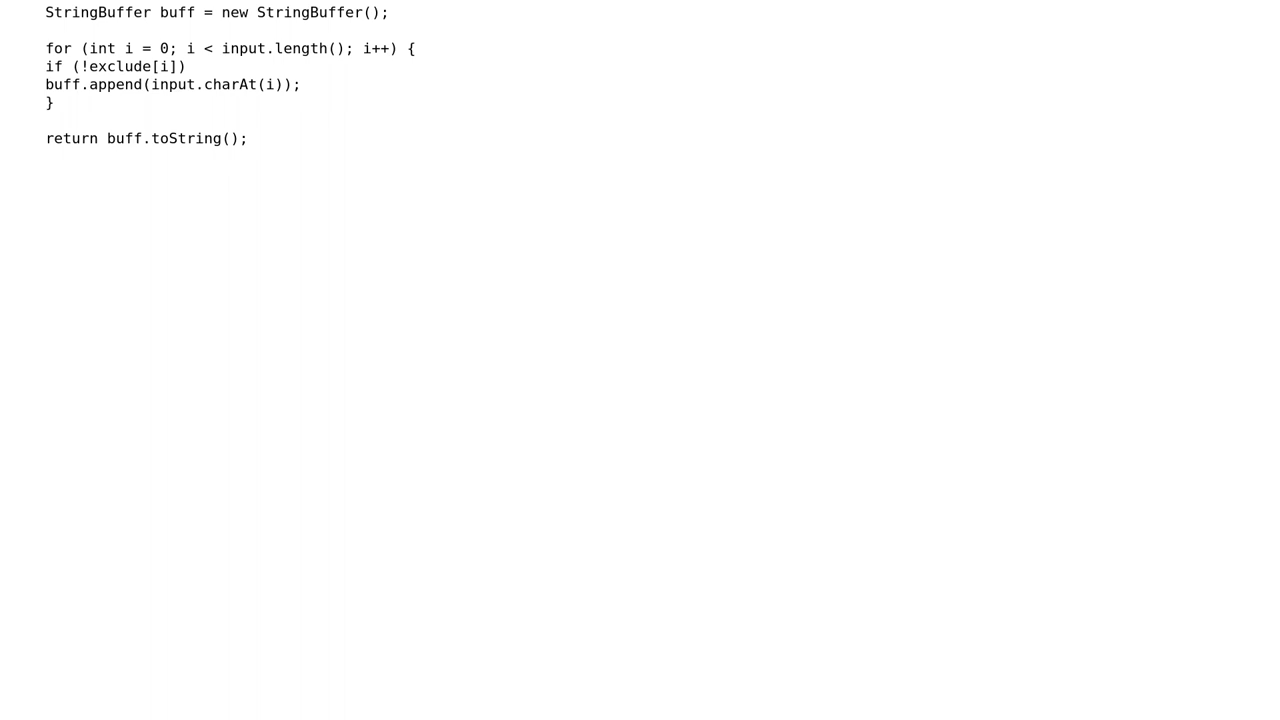 StringBuffer buff = new StringBuffer();
for (int i = 0; i < input.length(); i++) {
if (!exclude[i])
buff.append(input.charAt(i));
}
return buff.toString();